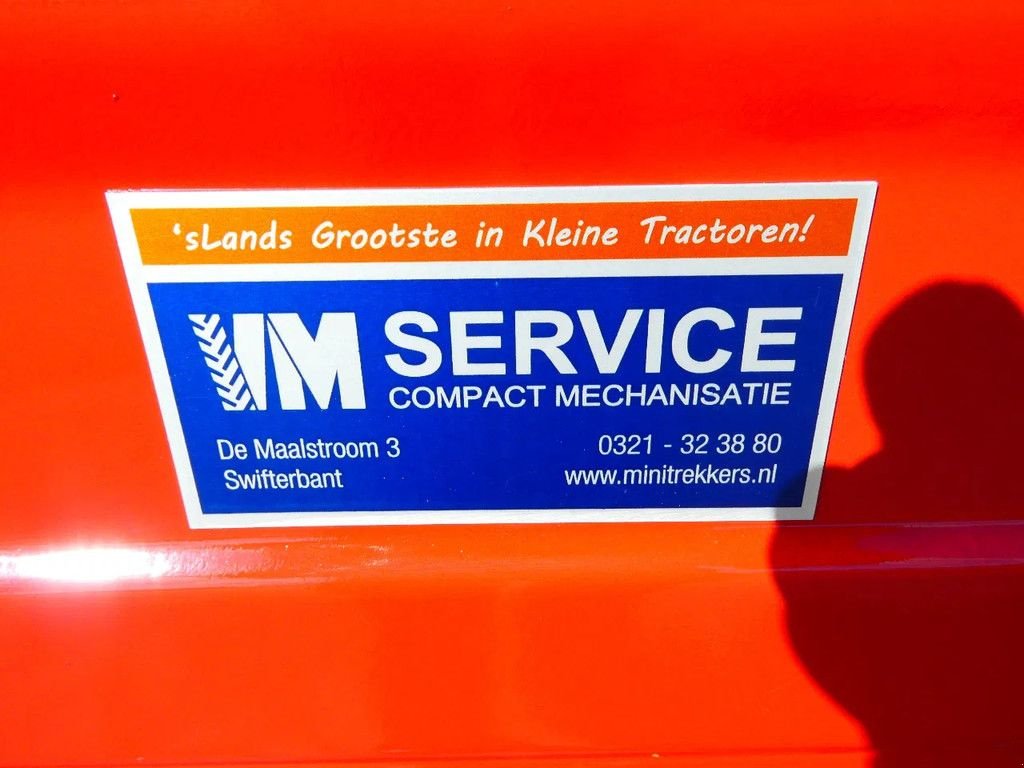 'sLands Grootste in Kleine Tractoren!
VM SERVICE
COMPACT MECHANISATIE
De Maalstroom 3
Swifterbant
0321 - 32 38 80
www.minitrekkers.nl